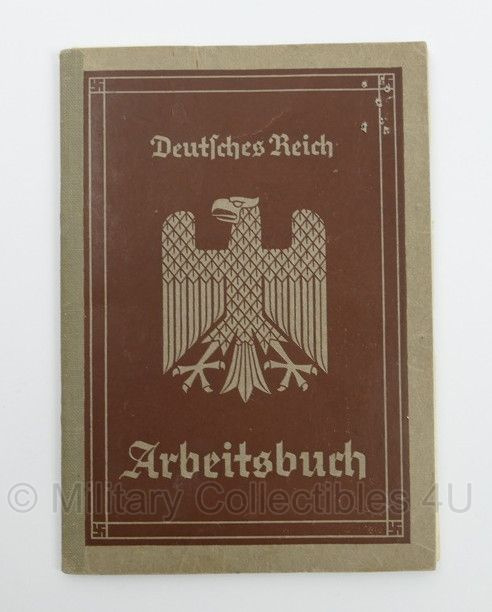 Deutsches Reich
Arbeitsbuch
© Military Collectibles 4U